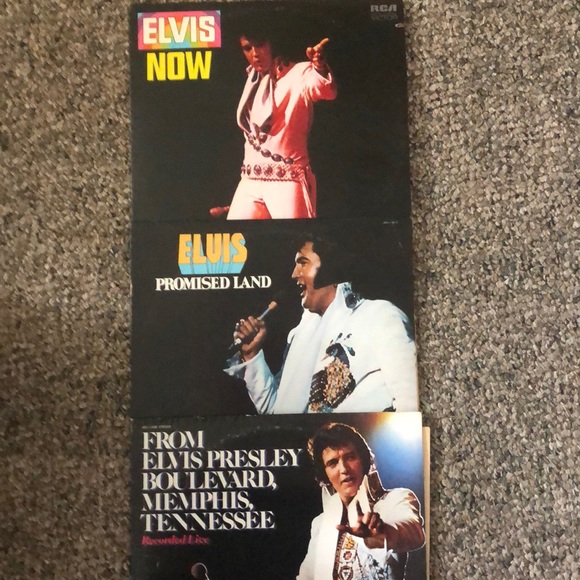 ELVIS
NOW
RCA
ELVIS
PROMISED LAND
FROM
ELVIS PRESLEY
BOULEVARD,
MEMPHIS,
TENNESSEE
Recorded Live